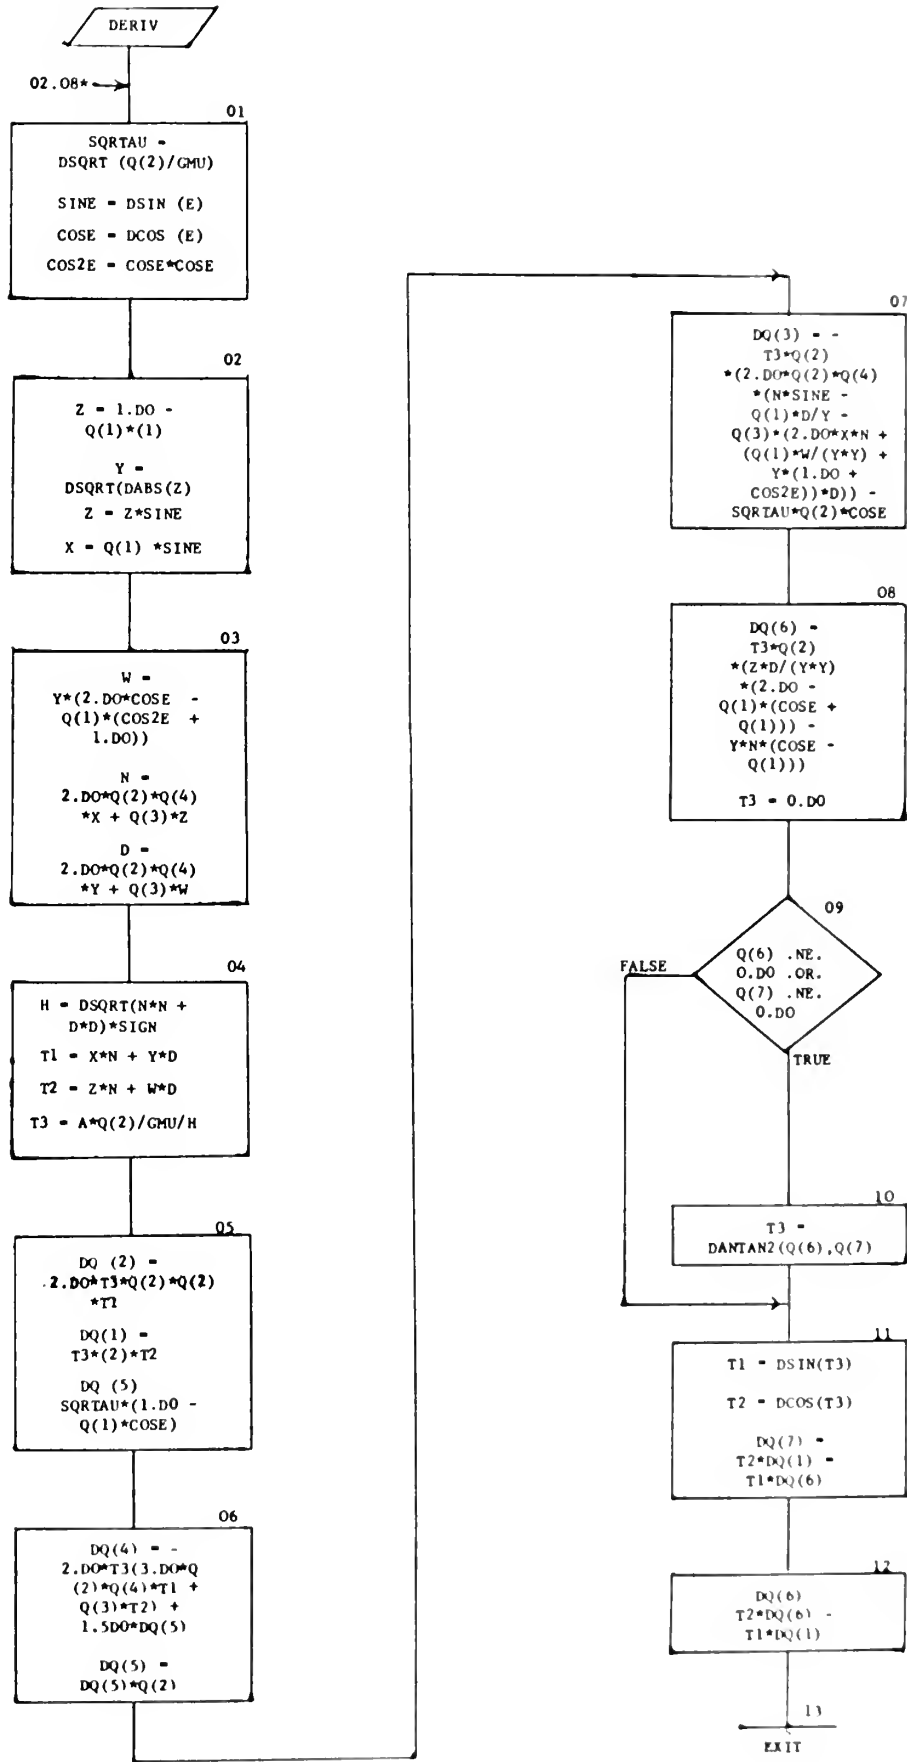 DERIV
02.08*
01
SQRTAU =
DSQRT (Q(2)/GMU)
SINE = DSIN (E)
COSE = DCOS (E)
COS2E = COSE*COSE
02
Z = 1.DO -
Q(1)*(1)
Y =
DSQRT(DABS(Z)
Z = Z*SINE
X = Q(1) *SINE
03
W =
Y*(2.DO*COSE -
Q(1)*(COS2E +
1.DO))
N =
2.DO*Q(2)*Q(4)
*X + Q(3)*Z
D =
2.DO*Q(2)*Q(4)
*Y + Q(3)*W
04
H = DSQRT(N*N +
D*D)*SIGN
T1 = X*N + Y*D
T2 = Z*N + W*D
T3 = A*Q(2)/GMU/H
05
DQ (2) =
2.DO*T3*Q(2)*Q(2)
*T1
DQ(1) =
T3*(2)*T2
DQ (5)
SQRTAU*(1.DO -
Q(1)*COSE)
06
DQ(4) = -
2.DO*T3(3.DO*Q
(2)*Q(4)*T1 +
Q(3)*T2) +
1.5DO*DQ(5)
DQ(5) =
DQ(5)*Q(2)
07
DQ(3) = -
T3*Q(2)
*(2.DO*Q(2)*Q(4)
*(N*SINE -
Q(1)*D/Y -
Q(3)*(2.DO*X*N +
(Q(1)*W/(Y*Y) +
Y*(1.DO +
COS2E))*D)) -
SQRTAU*Q(2)*COSE
08
DQ(6) =
T3*Q(2)
*(Z*D/(Y*Y)
*(2.DO -
Q(1)*(COSE +
Q(1))) -
Y*N*(COSE -
Q(1)))
T3 = 0.DO
09
Q(6) .NE.
0.DO .OR.
Q(7) .NE.
0.DO
FALSE
TRUE
10
T3 =
DANTAN2(Q(6),Q(7)
11
T1 = DSIN(T3)
T2 = DCOS(T3)
DQ(7) =
T2*DQ(1) =
T1*DQ(6)
12
DQ(6)
T2*DQ(6) -
T1*DQ(1)
13
EXIT